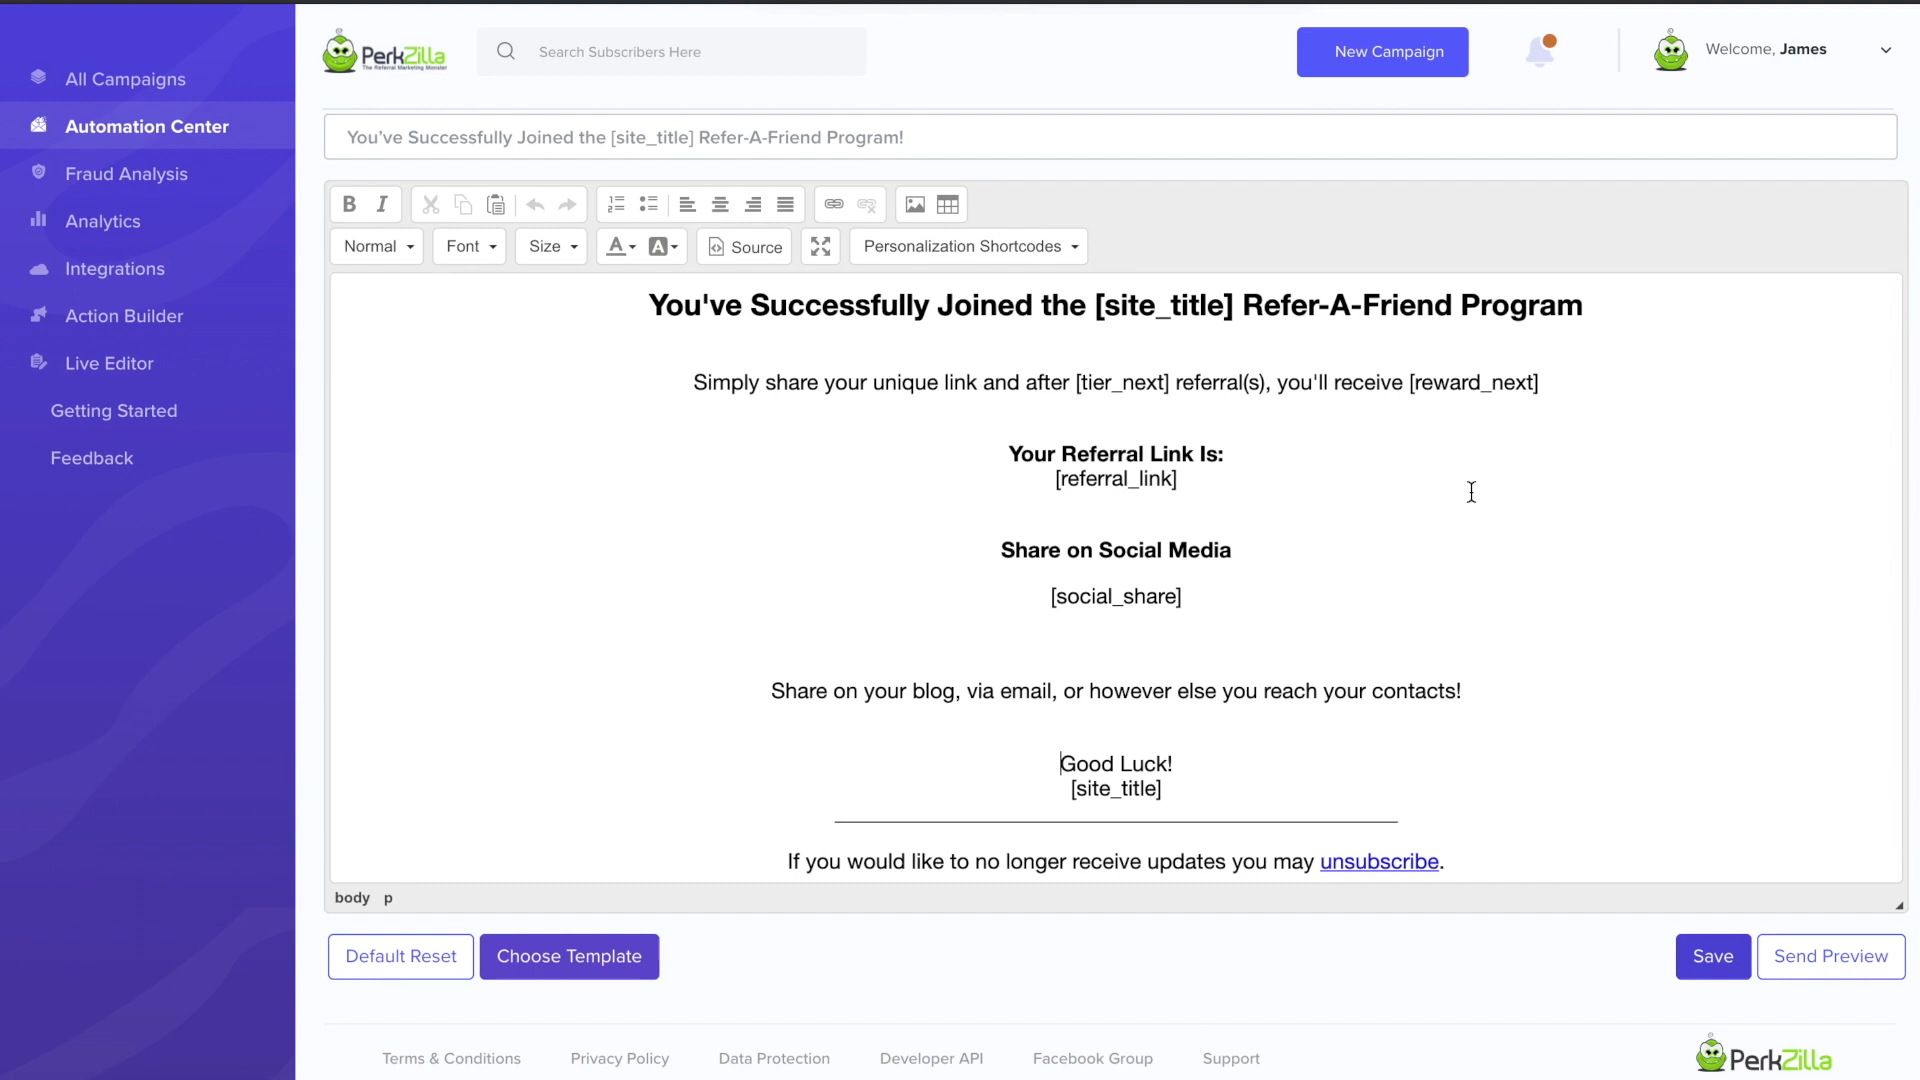 All Campaigns
Automation Center
Fraud Analysis
Analytics
Integrations
Action Builder
Live Editor
Getting Started
Feedback
PerkZilla
The Referral Marketing Monster
Search Subscribers Here
New Campaign
Welcome, James
You’ve Successfully Joined the [site_title] Refer-A-Friend Program!
B I
Normal Font Size A A Source Personalization Shortcodes
You've Successfully Joined the [site_title] Refer-A-Friend Program
Simply share your unique link and after [tier_next] referral(s), you'll receive [reward_next]
Your Referral Link Is:
[referral_link]
Share on Social Media
[social_share]
Share on your blog, via email, or however else you reach your contacts!
Good Luck!
[site_title]
If you would like to no longer receive updates you may unsubscribe.
body p
Default Reset Choose Template Save Send Preview
Terms & Conditions Privacy Policy Data Protection Developer API Facebook Group Support PerkZilla